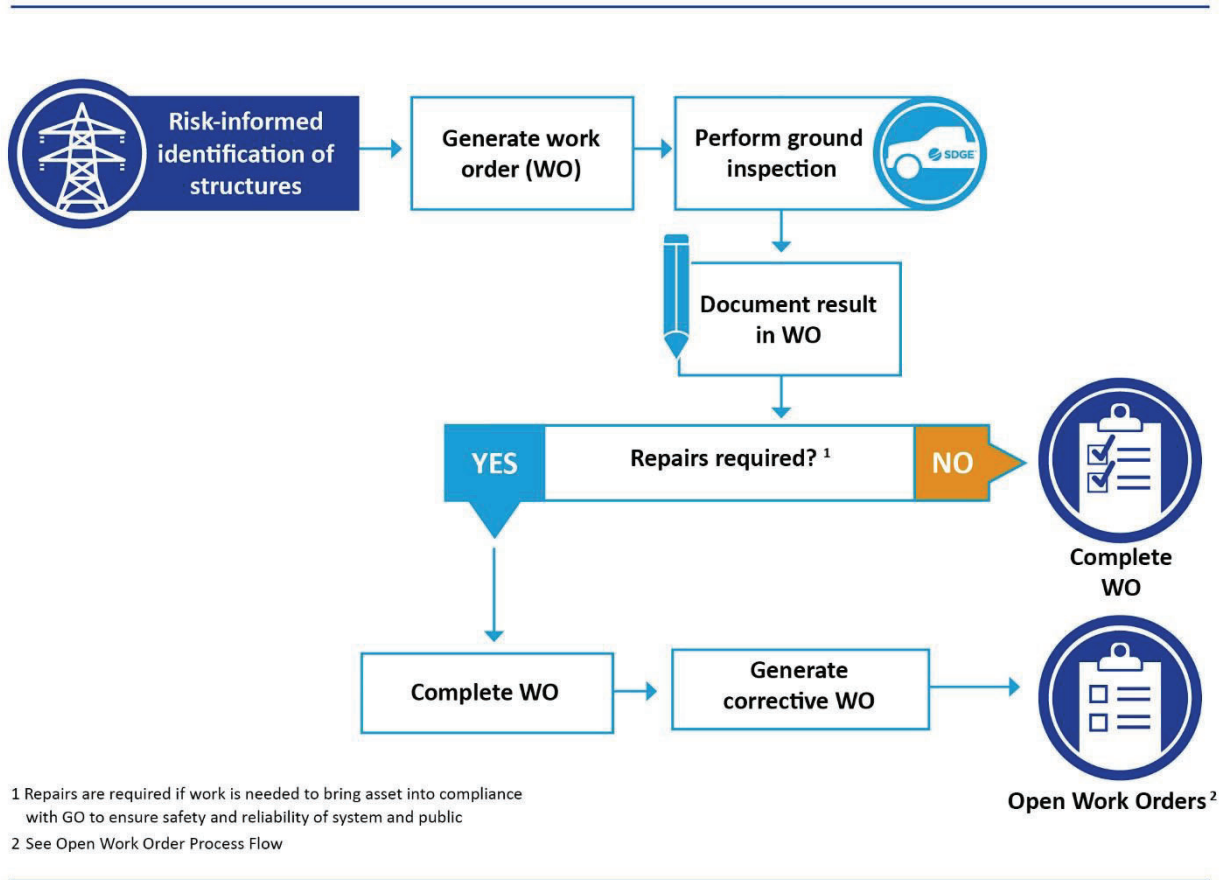 Risk-informed
identification of
structures
Generate work
order (WO)
Perform ground
inspection
SDGE
Document result
in WO
YES
Repairs required? 1
NO
Complete
WO
Complete WO
Generate
corrective WO
Open Work Orders 2
1 Repairs are required if work is needed to bring asset into compliance
with GO to ensure safety and reliability of system and public
2 See Open Work Order Process Flow